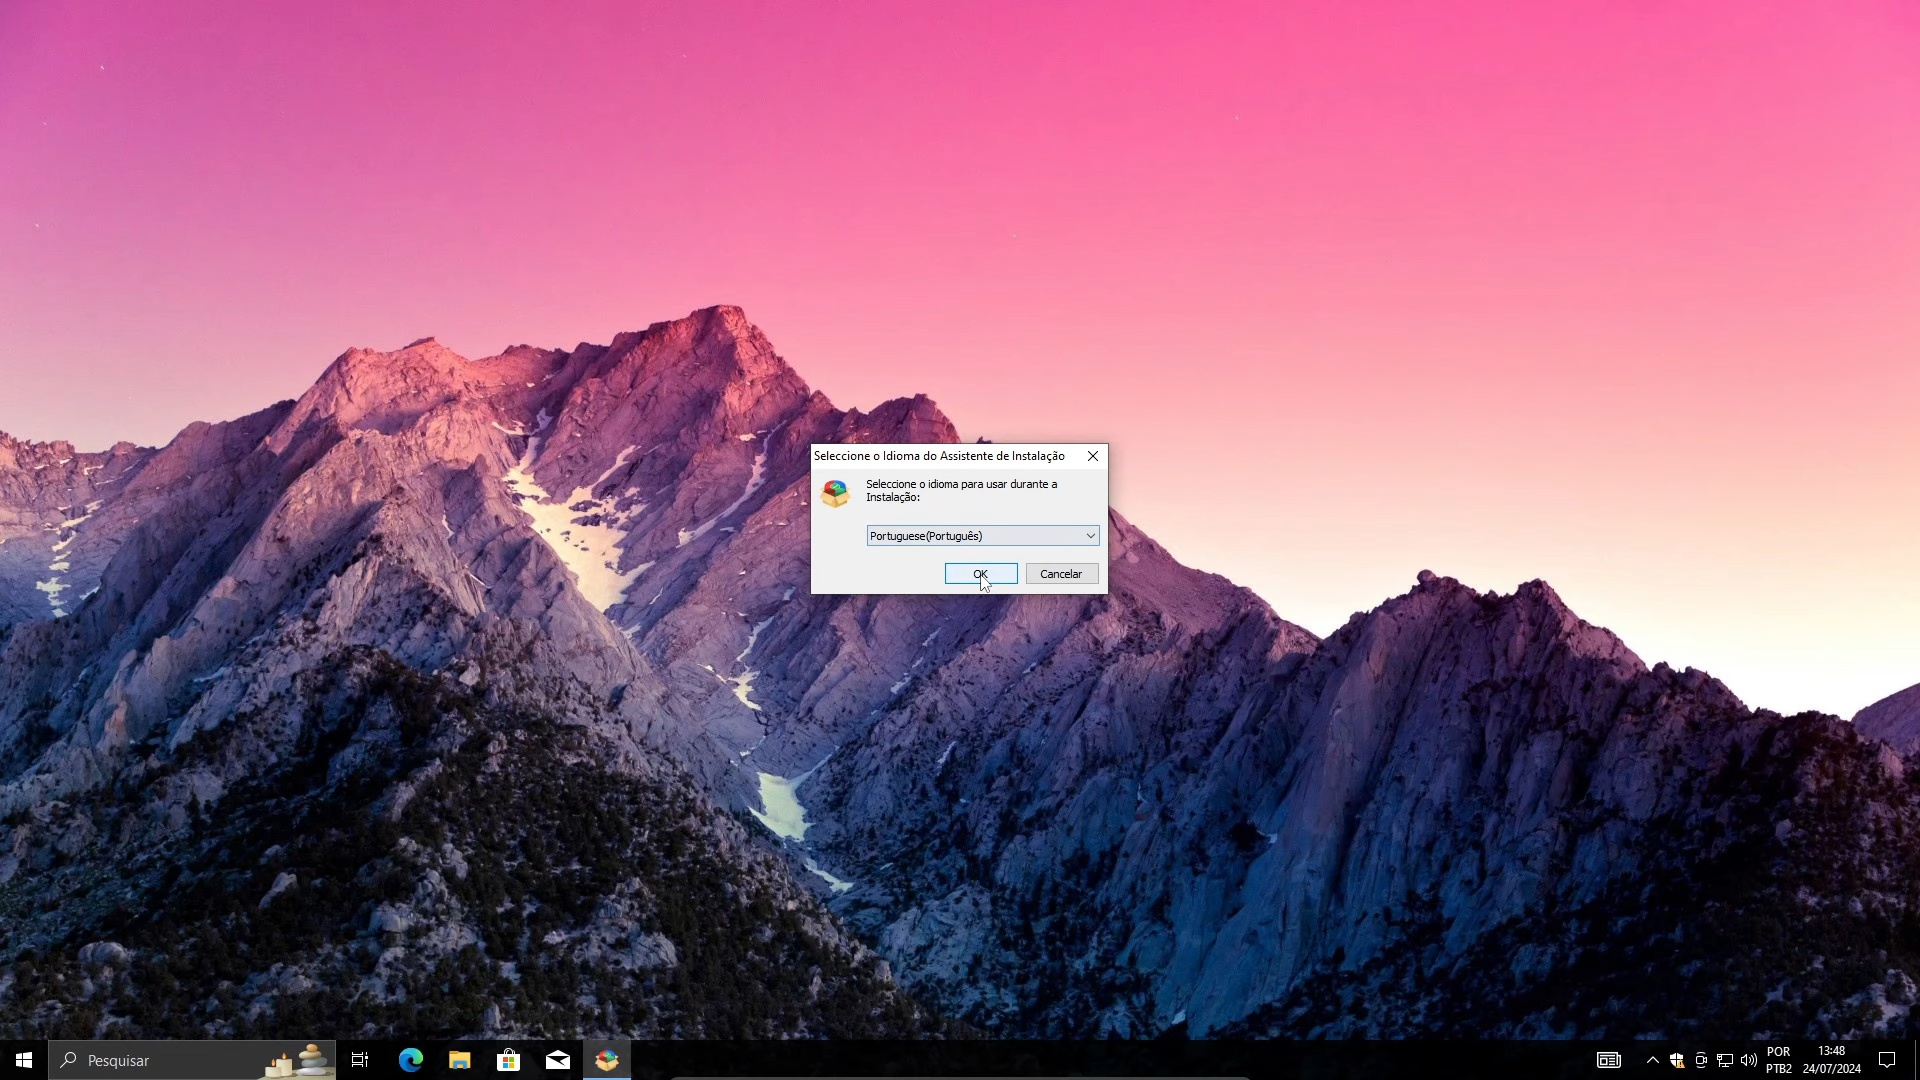 Seleccione o Idioma do Assistente de Instalação
Seleccione o idioma para usar durante a
Instalação:
Portuguese(Português)
OK
Cancelar
Pesquisar
POR
PTB2
13:48
24/07/2024